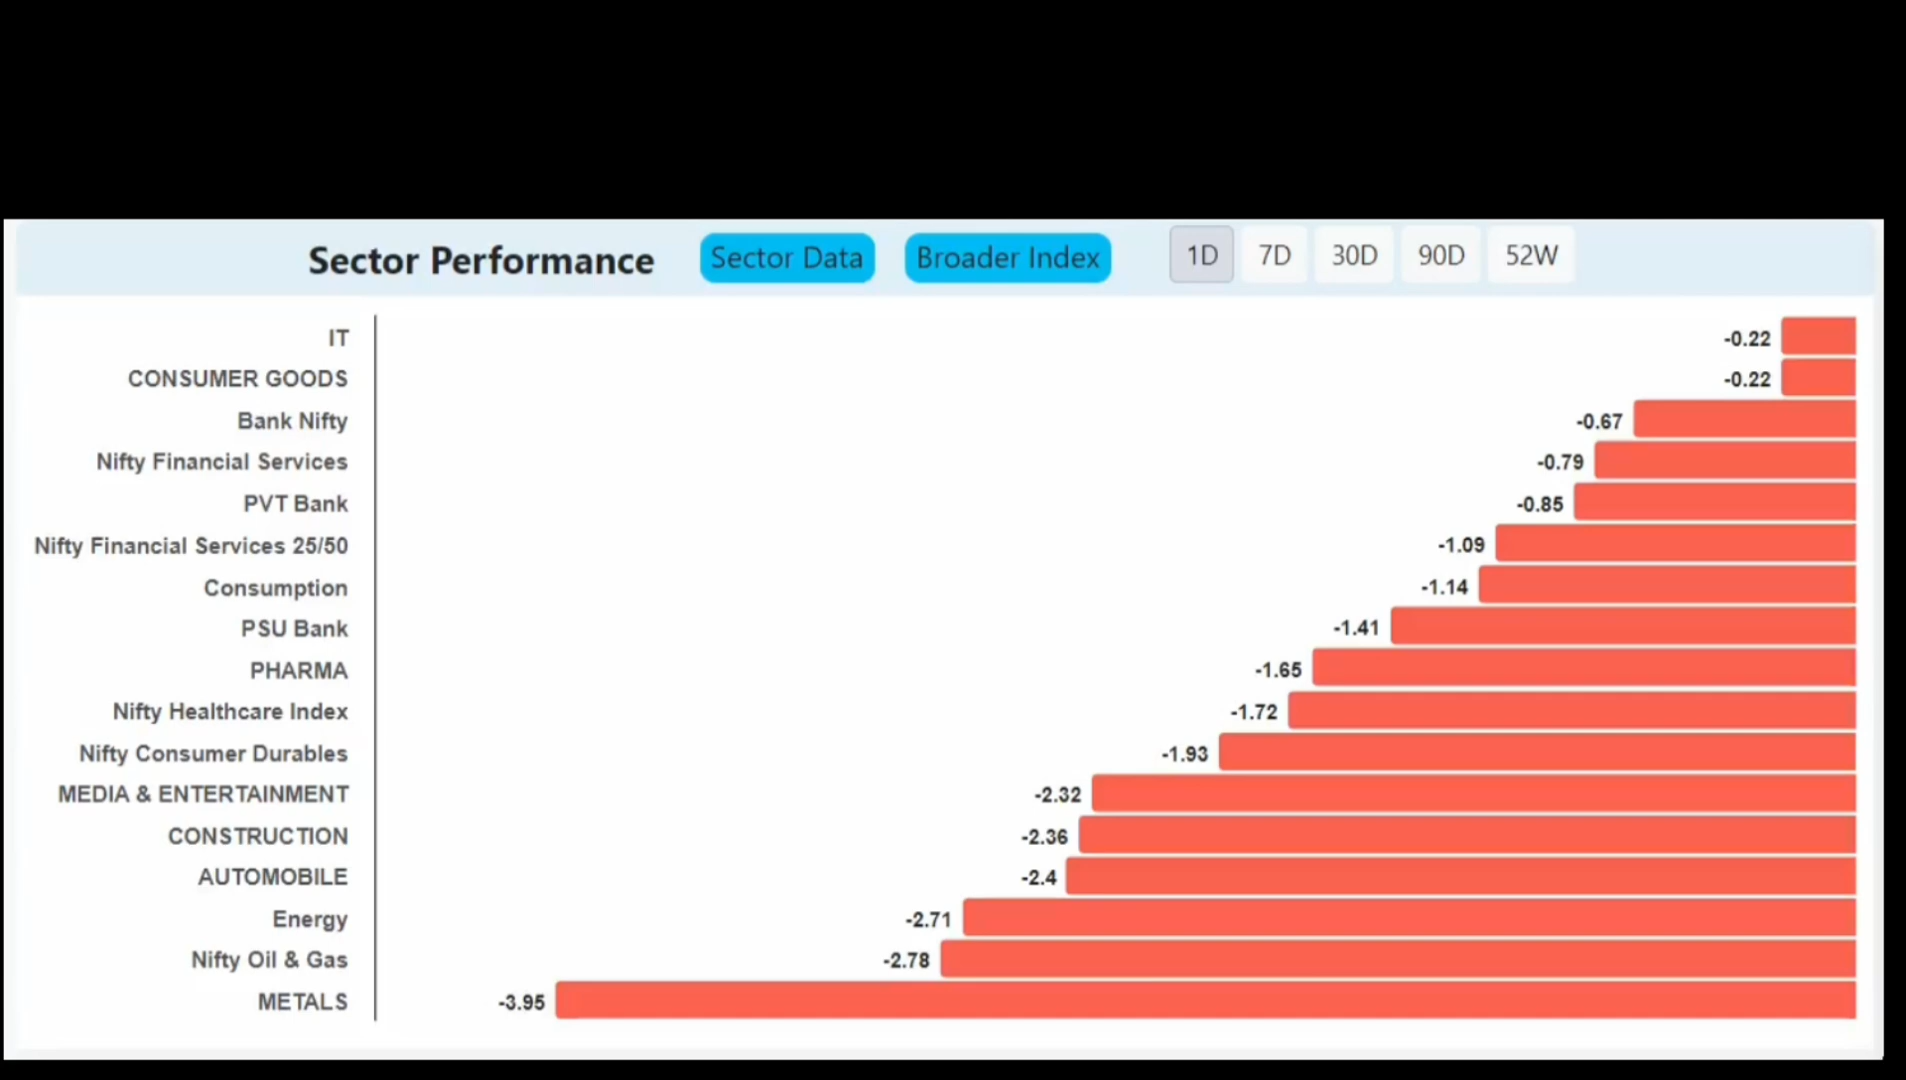 Sector Performance Sector Data Broader Index 1D 7D 30D 90D 52W
IT -0.22
CONSUMER GOODS -0.22
Bank Nifty -0.67
Nifty Financial Services -0.79
PVT Bank -0.85
Nifty Financial Services 25/50 -1.09
Consumption -1.14
PSU Bank -1.41
PHARMA -1.65
Nifty Healthcare Index -1.72
Nifty Consumer Durables -1.93
MEDIA & ENTERTAINMENT -2.32
CONSTRUCTION -2.36
AUTOMOBILE -2.4
Energy -2.71
Nifty Oil & Gas -2.78
METALS -3.95